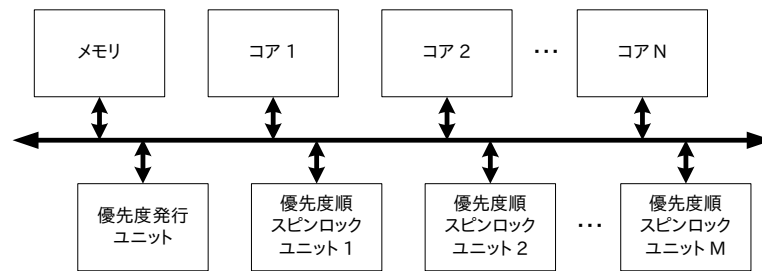 メモリ
コア 1
コア 2
…
コア N
優先度発行
ユニット
優先度順
スピンロック
ユニット 1
優先度順
スピンロック
ユニット 2
…
優先度順
スピンロック
ユニット M